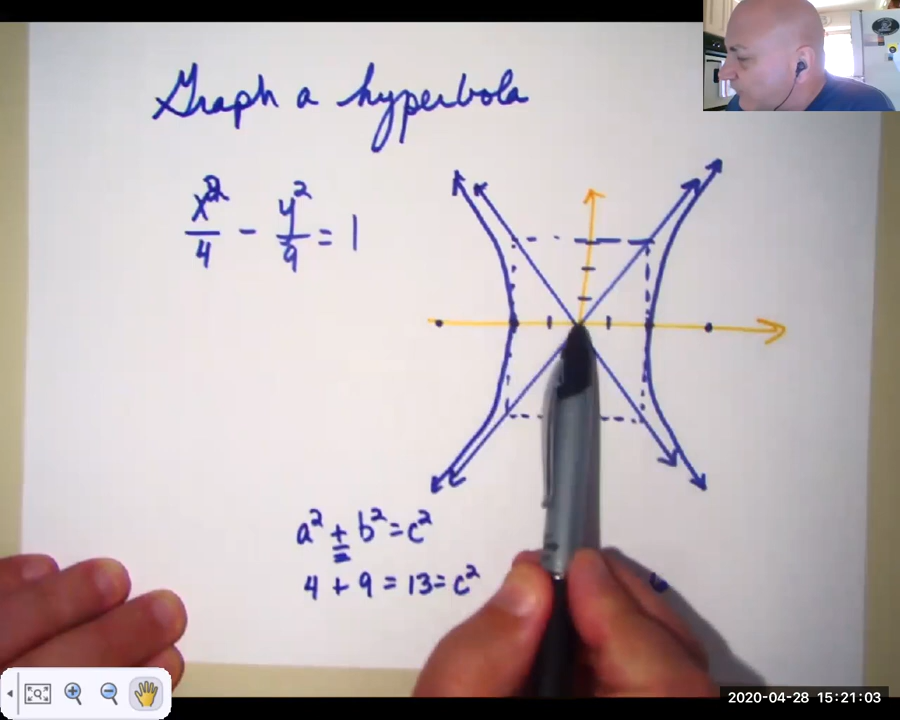 Graph a hyperbola
x²/4 - y²/9 = 1
a² + b² = c²
4 + 9 = 13 = c²
2020-04-28 15:21:03